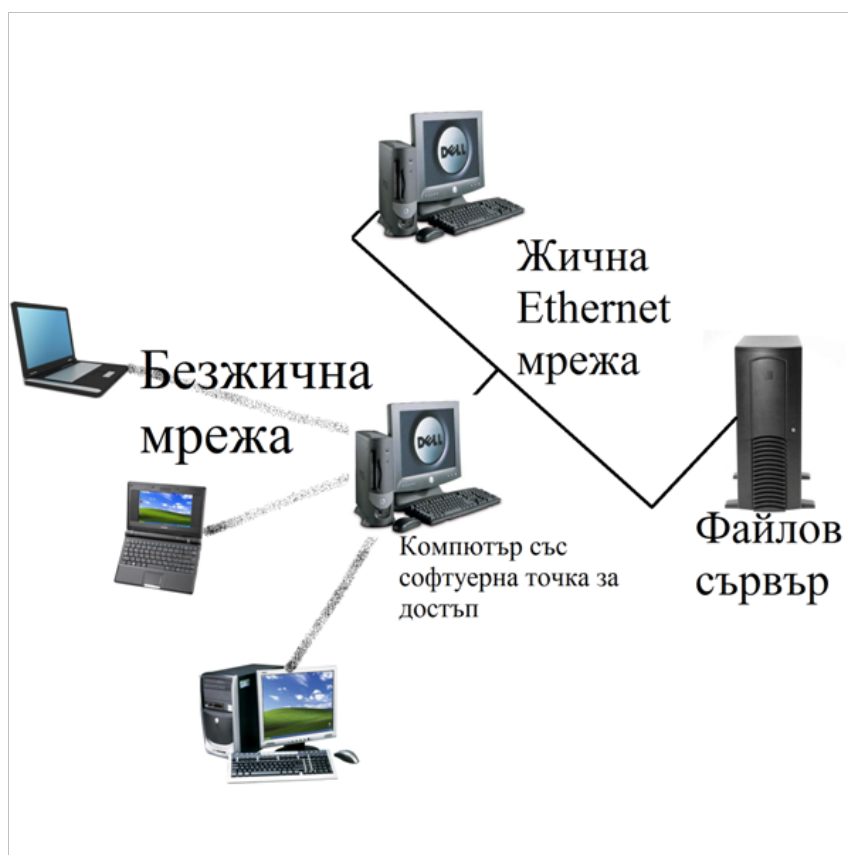 DELL
Жична
Ethernet
мрежа
Безжична
мрежа
DELL
Компютър със
софтуерна точка за
достъп
Файлов
сървър